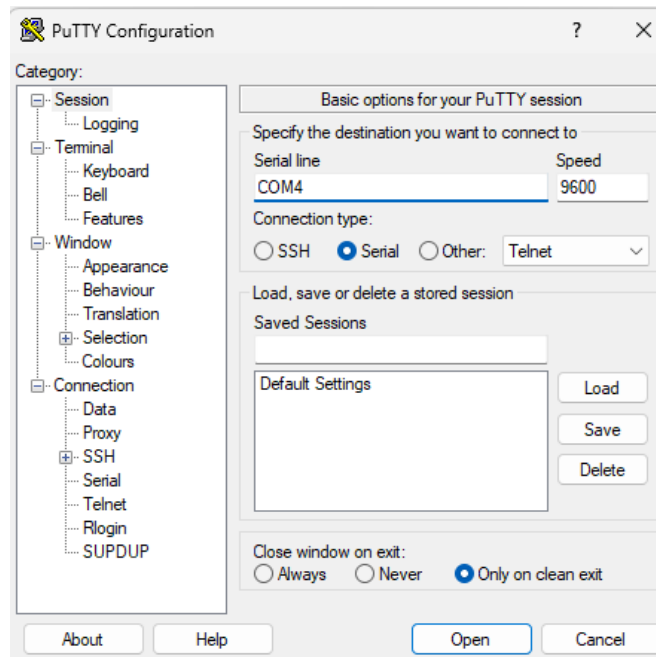 PuTTY Configuration
?
Category:
Session
Logging
Terminal
Keyboard
Bell
Features
Window
Appearance
Behaviour
Translation
Selection
Colours
Connection
Data
Proxy
SSH
Serial
Telnet
Rlogin
SUPDUP
Basic options for your PuTTY session
Specify the destination you want to connect to
Serial line Speed
COM4 9600
Connection type:
SSH Serial Other: Telnet
Load, save or delete a stored session
Saved Sessions
Default Settings
Load
Save
Delete
Close window on exit:
Always Never Only on clean exit
About Help Open Cancel